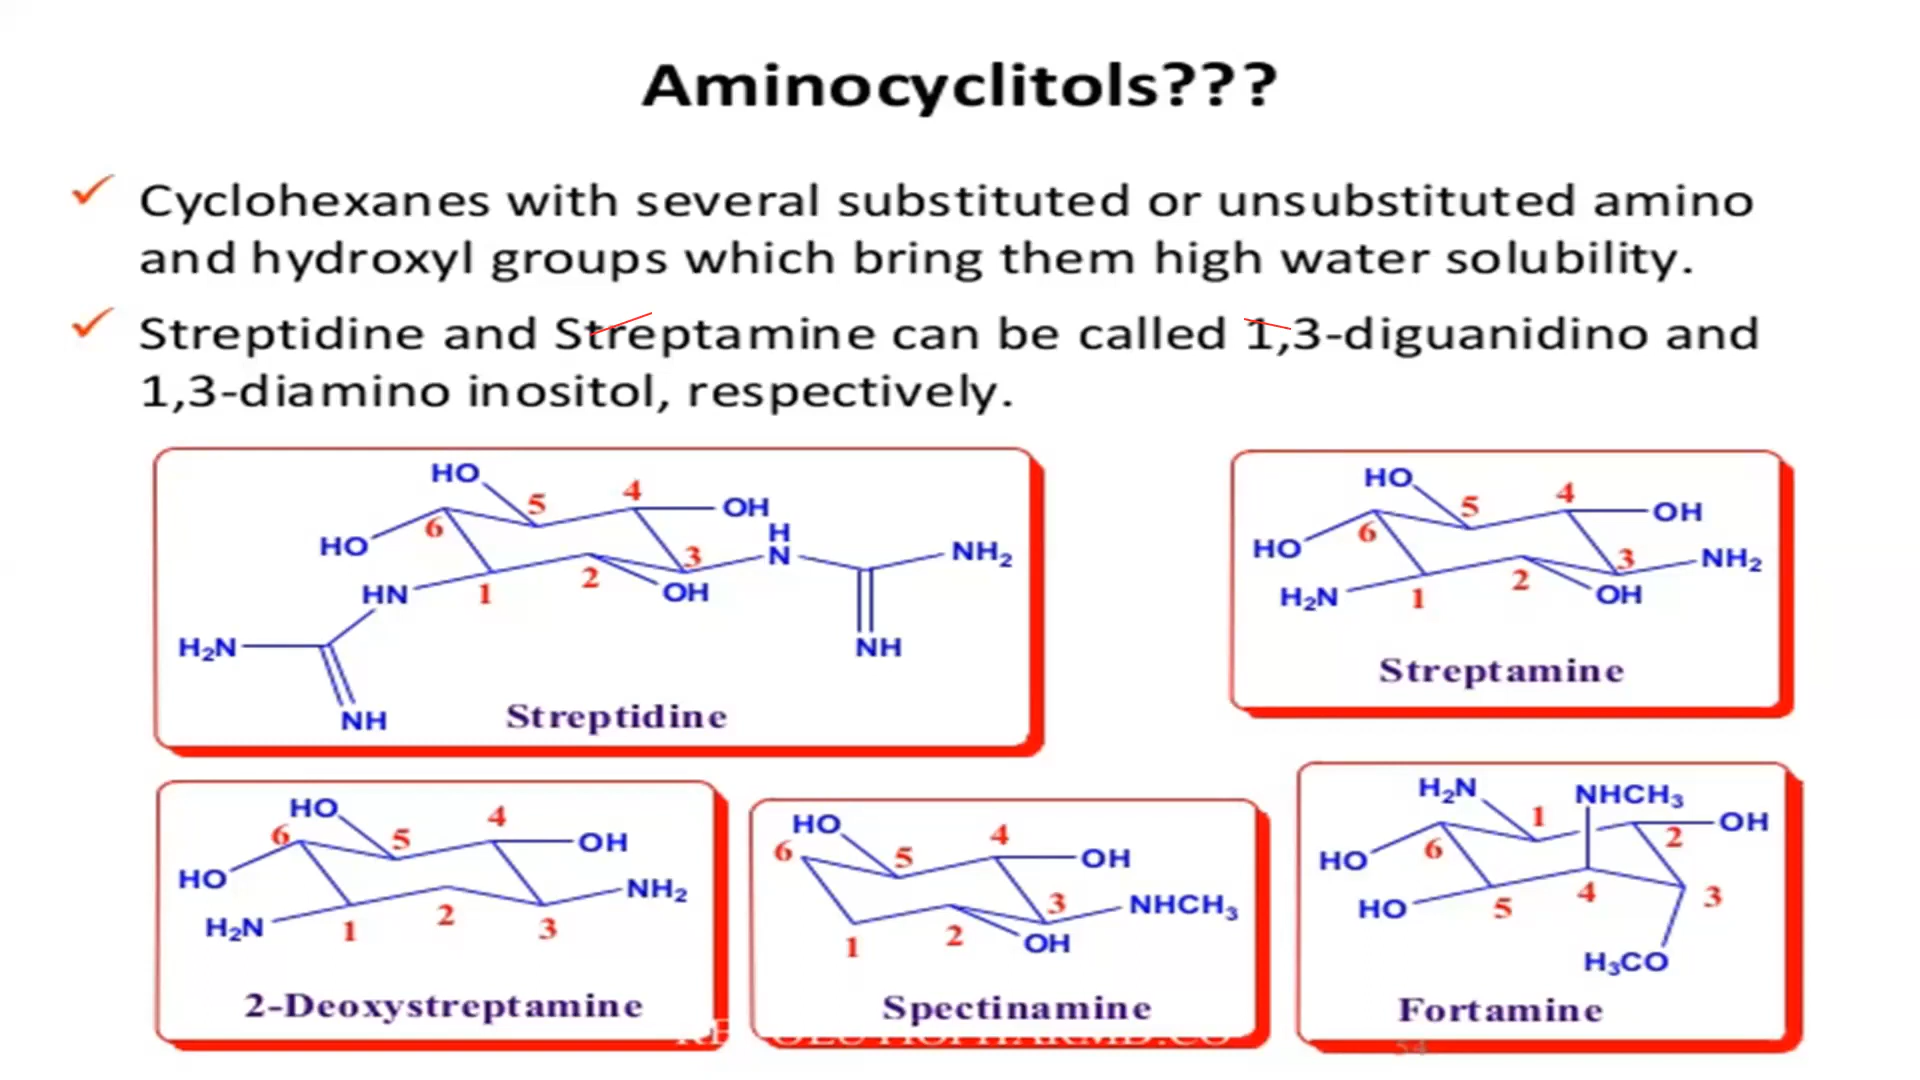 Aminocyclitols???
Cyclohexanes with several substituted or unsubstituted amino
and hydroxyl groups which bring them high water solubility.
Streptidine and Streptamine can be called 1,3-diguanidino and
1,3-diamino inositol, respectively.
HO
5
4
OH
HO
6
H
N
3
NH₂
HN
1
2
OH
H₂N
NH
NH
Streptidine
HO
5
4
OH
HO
6
3
NH₂
H₂N
1
2
OH
Streptamine
HO
6
5
4
OH
HO
NH₂
H₂N
1
2
3
2-Deoxystreptamine
HO
6
5
4
OH
3
NHCH₃
1
2
OH
Spectinamine
H₂N
1
NHCH₃
2
OH
HO
6
HO
5
4
3
H₃CO
Fortamine
54